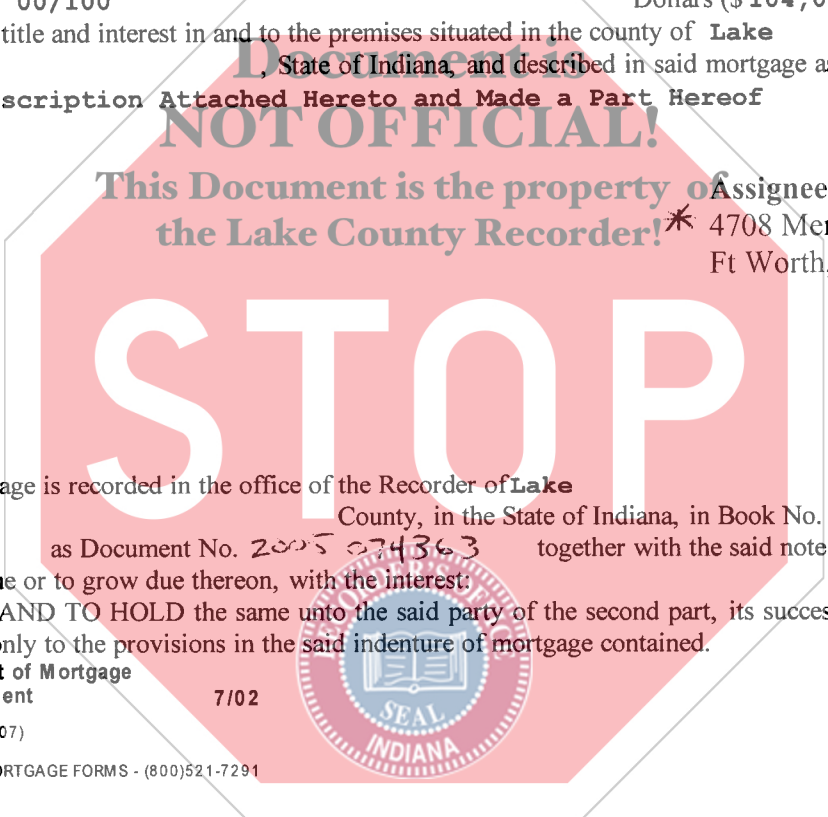 00/100 Dollars ($104,0
title and interest in and to the premises situated in the county of Lake
Document is
, State of Indiana, and described in said mortgage as
scription Attached Hereto and Made a Part Hereof
NOT OFFICIAL!
This Document is the property of
Assignee
the Lake County Recorder!
* 4708 Mer
Ft Worth,
STOP
age is recorded in the office of the Recorder of Lake
County, in the State of Indiana, in Book No.
as Document No. 2005 074363 together with the said note
e or to grow due thereon, with the interest:
AND TO HOLD the same unto the said party of the second part, its succes
only to the provisions in the said indenture of mortgage contained.
t of Mortgage
ent 7/02
07)
ORTGAGE FORMS - (800)521-7291
RECORDER'S OFFICE
SEAL
INDIANA